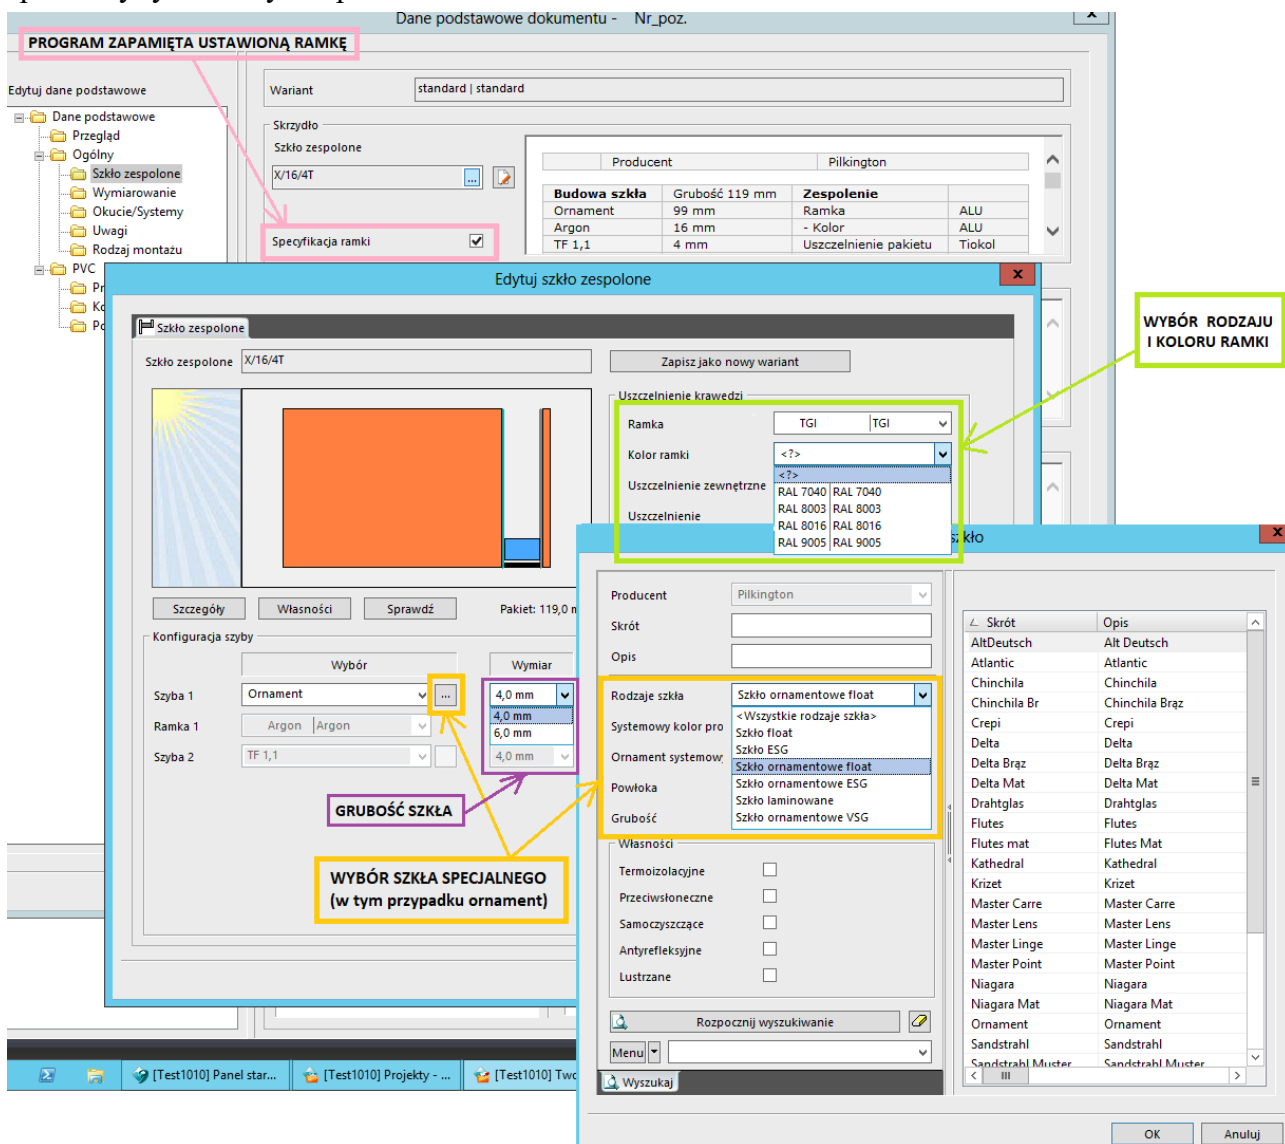 Dane podstawowe dokumentu - Nr_poz.
x
PROGRAM ZAPAMIĘTA USTAWIONĄ RAMKĘ
Edytuj dane podstawowe
Dane podstawowe
Przegląd
Ogólny
Szkło zespolone
Wymiarowanie
Okucie/Systemy
Uwagi
Rodzaj montażu
PVC
Wariant
standard | standard
Skrzydło
Szkło zespolone
X/16/4T
...
Specyfikacja ramki
Producent Pilkington
Budowa szkła Grubość 119 mm Zespolenie
Ornament 99 mm Ramka ALU
Argon 16 mm - Kolor ALU
TF 1,1 4 mm Uszczelnienie pakietu Tiokol
Edytuj szkło zespolone
x
Szkło zespolone
Szkło zespolone X/16/4T
Zapisz jako nowy wariant
Uszczelnienie krawedzi
Ramka TGI |TGI
Kolor ramki <?>
<?>
RAL 7040 | RAL 7040
RAL 8003 | RAL 8003
RAL 8016 | RAL 8016
RAL 9005 | RAL 9005
Uszczelnienie zewnętrzne
Uszczelnienie
WYBÓR RODZAJU
I KOLORU RAMKI
Szczegóły
Własności
Sprawdź
Pakiet: 119,0
Konfiguracja szyby
Wybór
Wymiar
Szyba 1 Ornament ... 4,0 mm
4,0 mm
6,0 mm
Ramka 1 Argon |Argon
Szyba 2 TF 1,1 4,0 mm
GRUBOŚĆ SZKŁA
WYBÓR SZKŁA SPECJALNEGO
(w tym przypadku ornament)
szkło
x
Producent Pilkington
Skrót
Opis
Rodzaje szkła Szkło ornamentowe float
<Wszystkie rodzaje szkła>
Szkło float
Szkło ESG
Szkło ornamentowe float
Szkło ornamentowe ESG
Szkło laminowane
Szkło ornamentowe VSG
Systemowy kolor pro
Ornament systemowy
Powłoka
Grubość
Własności
Termoizolacyjne
Przeciwsłoneczne
Samoczyszczące
Antyrefleksyjne
Lustrzane
Rozpocznij wyszukiwanie
Menu
Wyszukaj
Skrót Opis
AltDeutsch Alt Deutsch
Atlantic Atlantic
Chinchila Chinchila
Chinchila Br Chinchila Brąz
Crepi Crepi
Delta Delta
Delta Brąz Delta Brąz
Delta Mat Delta Mat
Drahtglas Drahtglas
Flutes Flutes
Flutes mat Flutes Mat
Kathedral Kathedral
Krizet Krizet
Master Carre Master Carre
Master Lens Master Lens
Master Linge Master Linge
Master Point Master Point
Niagara Niagara
Niagara Mat Niagara Mat
Ornament Ornament
Sandstrahl Sandstrahl
Sandstrahl Muster Sandstrahl Muster
OK
Anuluj
[Test1010] Panel star...
[Test1010] Projekty - ...
[Test1010] Two